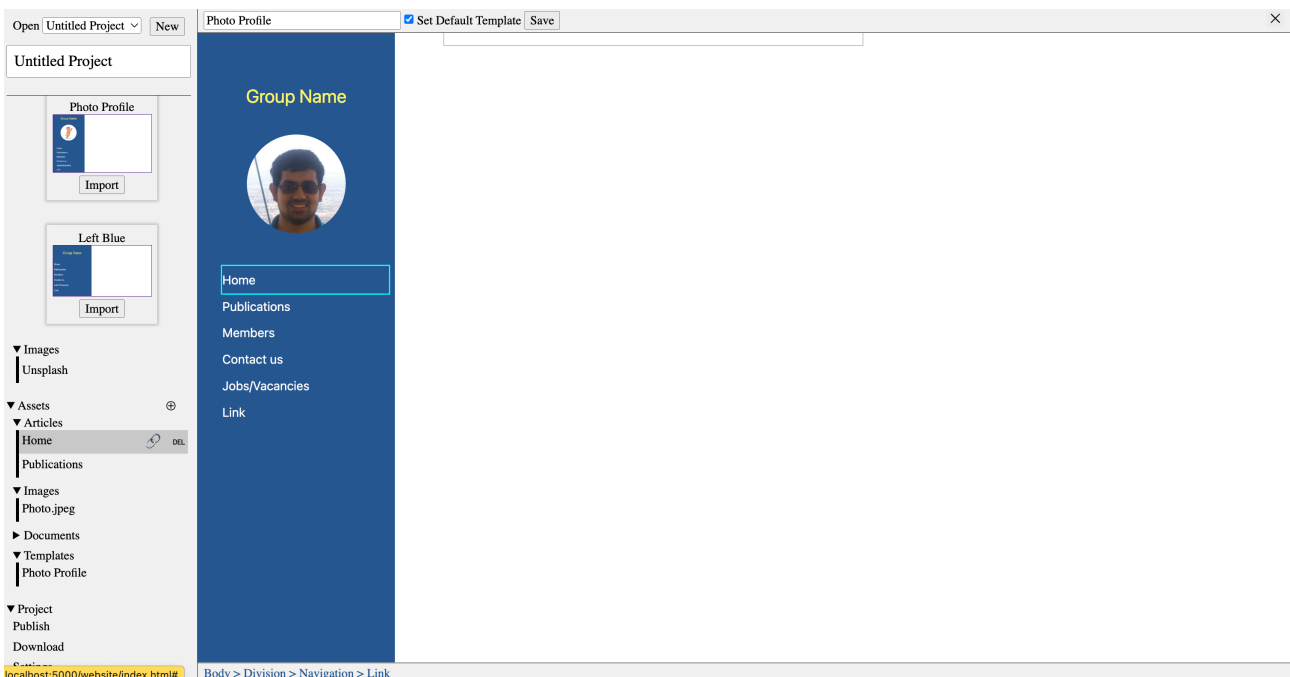 Open Untitled Project New
Untitled Project
Photo Profile
Import
Left Blue
Import
Images
Unsplash
Assets
Articles
Home DEL
Publications
Images
Photo.jpeg
Documents
Templates
Photo Profile
Project
Publish
Download
Settings
localhost:5000/website/index.html#
Photo Profile Set Default Template Save
Group Name
Home
Publications
Members
Contact us
Jobs/Vacancies
Link
Body > Division > Navigation > Link